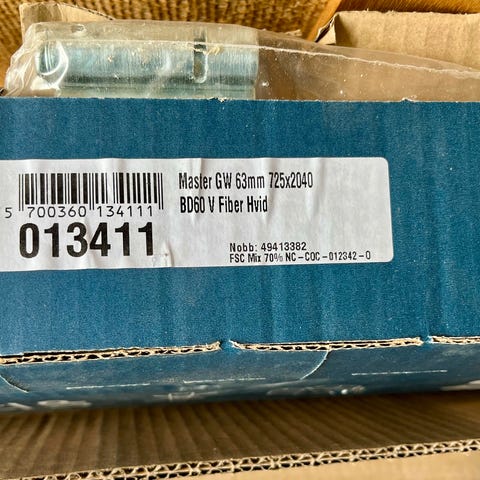 Master GW 63mm 725x2040
BD60 V Fiber Hvid
5 700360 134111
013411
Nobb: 49413382
FSC Mix 70% NC-COC-012342-O